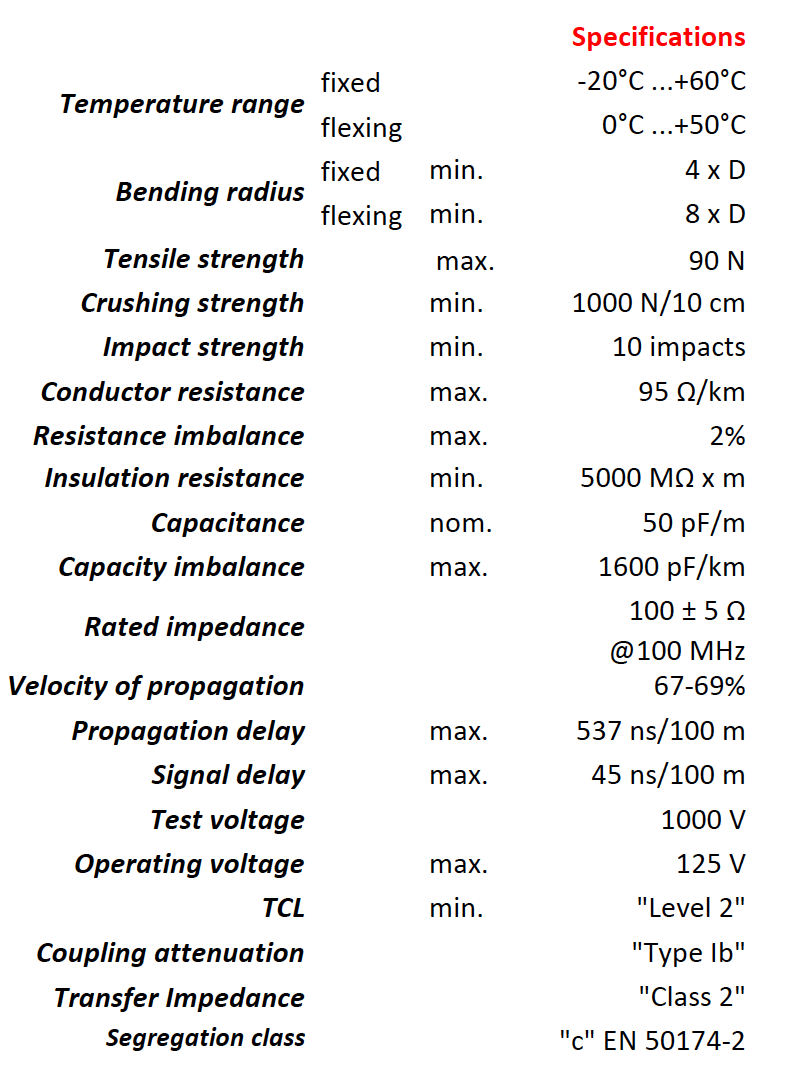 Specifications
Temperature range fixed -20°C ...+60°C
flexing 0°C ...+50°C
Bending radius fixed min. 4 x D
flexing min. 8 x D
Tensile strength max. 90 N
Crushing strength min. 1000 N/10 cm
Impact strength min. 10 impacts
Conductor resistance max. 95 Ω/km
Resistance imbalance max. 2%
Insulation resistance min. 5000 MΩ x m
Capacitance nom. 50 pF/m
Capacity imbalance max. 1600 pF/km
Rated impedance 100 ± 5 Ω
@100 MHz
Velocity of propagation 67-69%
Propagation delay max. 537 ns/100 m
Signal delay max. 45 ns/100 m
Test voltage 1000 V
Operating voltage max. 125 V
TCL min. "Level 2"
Coupling attenuation "Type Ib"
Transfer Impedance "Class 2"
Segregation class "c" EN 50174-2